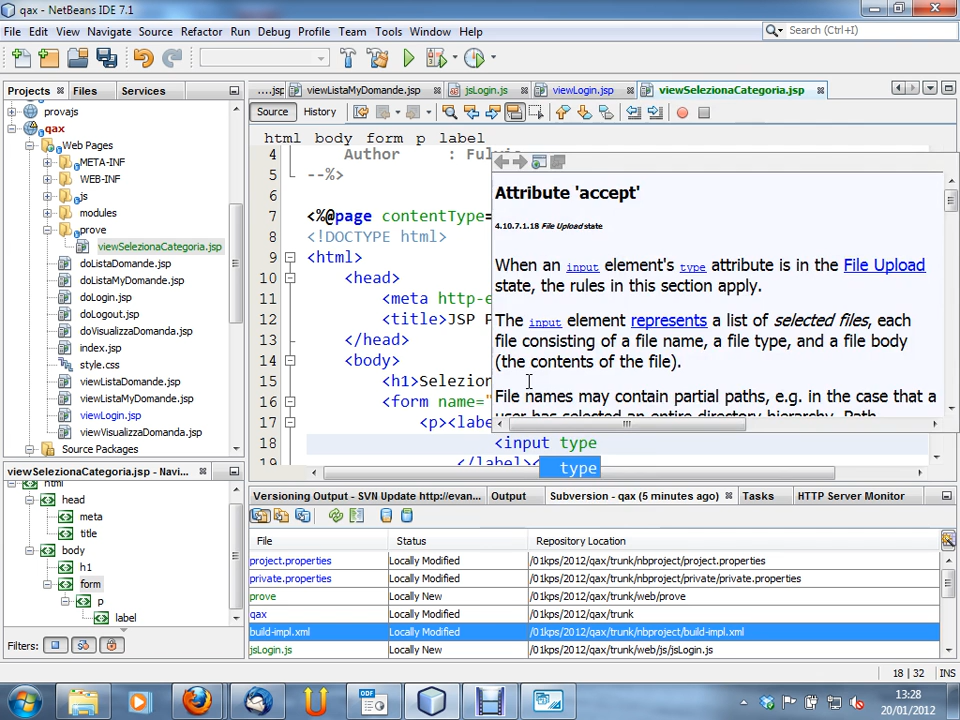 qax - NetBeans IDE 7.1
File Edit View Navigate Source Refactor Run Debug Profile Team Tools Window Help
Search (Ctrl+I)
Projects Files Services
provajs
qax
Web Pages
META-INF
WEB-INF
js
modules
prove
viewSelezionaCategoria.jsp
doListaDomande.jsp
doListaMyDomande.jsp
doLogin.jsp
doLogout.jsp
doVisualizzaDomanda.jsp
index.jsp
style.css
viewListaDomande.jsp
viewListaMyDomande.jsp
viewLogin.jsp
viewVisualizzaDomanda.jsp
Source Packages
viewSelezionaCategoria.jsp - Navi...
html
head
meta
title
body
h1
form
p
label
Filters:
....jsp viewListaMyDomande.jsp jsLogin.js viewLogin.jsp viewSelezionaCategoria.jsp
Source History
html body form p label
4 Author : Fulvio
5 --%>
6
7 <%@page contentType=
8 <!DOCTYPE html>
9 <html>
10 <head>
11 <meta http-e
12 <title>JSP P
13 </head>
14 <body>
15 <h1>Selezion
16 <form name="
17 <p><labe
18 <input type
19 </label><
type
Attribute 'accept'
4.10.7.1.18 File Upload state
When an input element's type attribute is in the File Upload
state, the rules in this section apply.
The input element represents a list of selected files, each
file consisting of a file name, a file type, and a file body
(the contents of the file).
File names may contain partial paths, e.g. in the case that a
user has selected an entire directory hierarchy. Path
Versioning Output - SVN Update http://evan... Output Subversion - qax (5 minutes ago) Tasks HTTP Server Monitor
File Status Repository Location
project.properties Locally Modified /01kps/2012/qax/trunk/nbproject/project.properties
private.properties Locally Modified /01kps/2012/qax/trunk/nbproject/private/private.properties
prove Locally New /01kps/2012/qax/trunk/web/prove
qax Locally Modified /01kps/2012/qax/trunk
build-impl.xml Locally Modified /01kps/2012/qax/trunk/nbproject/build-impl.xml
jsLogin.js Locally New /01kps/2012/qax/trunk/web/js/jsLogin.js
18 | 32 INS
ODF
13:28
20/01/2012